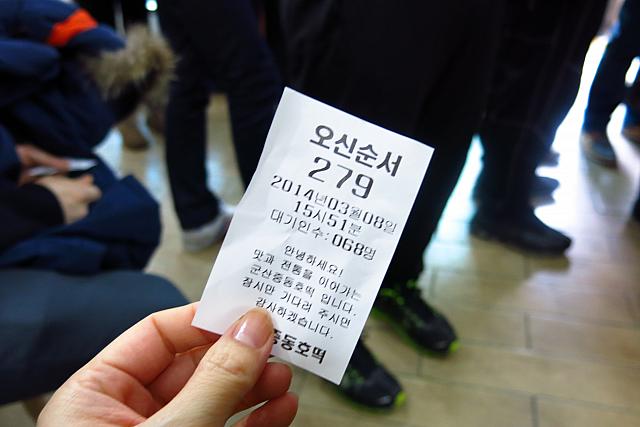 오신순서
279
2014년03월08일
15시51분
대기인수:068명
안녕하세요!
맛과 전통을 이어가는
군산중동호떡 입니다.
잠시만 기다려 주시면
감사하겠습니다.
중동호떡